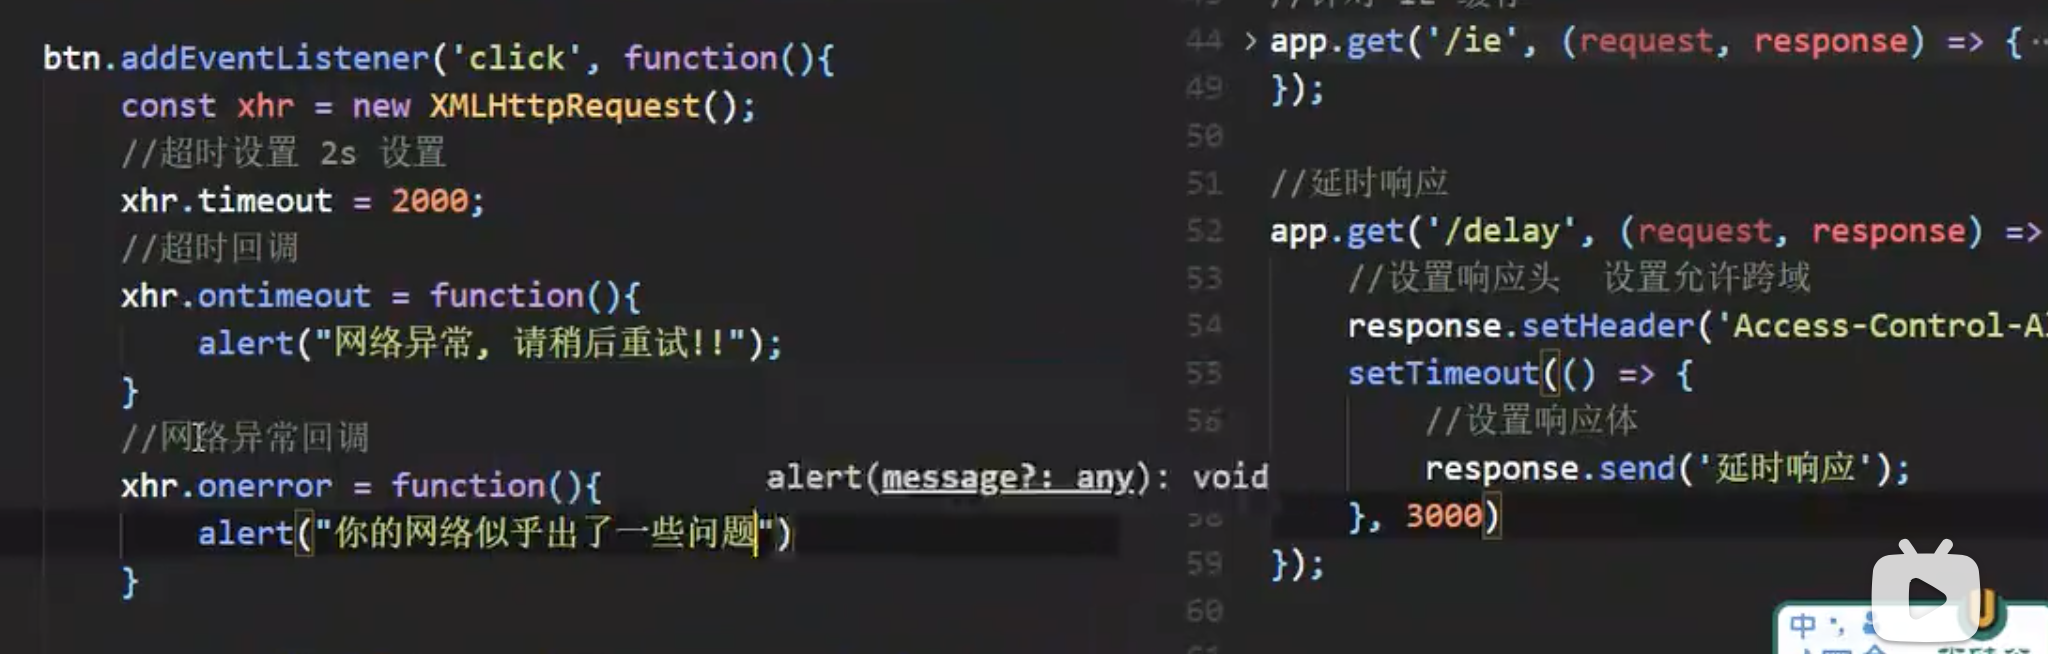 btn.addEventListener('click', function(){
const xhr = new XMLHttpRequest();
//超时设置 2s 设置
xhr.timeout = 2000;
//超时回调
xhr.ontimeout = function(){
alert("网络异常, 请稍后重试!!");
}
//网络异常回调
xhr.onerror = function(){
alert("你的网络似乎出了一些问题")
}
alert(message?: any): void
44 app.get('/ie', (request, response) => {
49 });
50
51 //延时响应
52 app.get('/delay', (request, response) =>
53 //设置响应头 设置允许跨域
54 response.setHeader('Access-Control-A
55 setTimeout(() => {
56 //设置响应体
response.send('延时响应');
58 }, 3000)
59 });
60
中